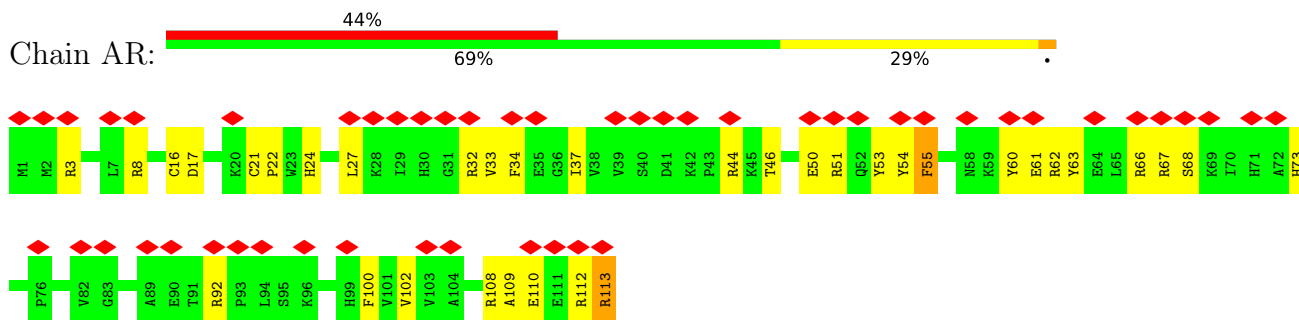 44%
Chain AR:
69% 29% •
M1 M2 R3 L7 R8 C16 D17 K20 C21 P22 W23 H24 L27 K28 I29 H30 G31 R32 V33 F34 E35 G36 I37 V38 V39 S40 D41 K42 P43 R44 K45 T46 E50 R51 Q52 Y53 Y54 F55 N58 K59 Y60 E61 R62 Y63 E64 L65 R66 R67 S68 K69 I70 H71 A72 H73
P76 V82 G83 A89 E90 T91 R92 P93 L94 S95 K96 H99 F100 V101 V102 V103 A104 R108 A109 E110 E111 R112 R113